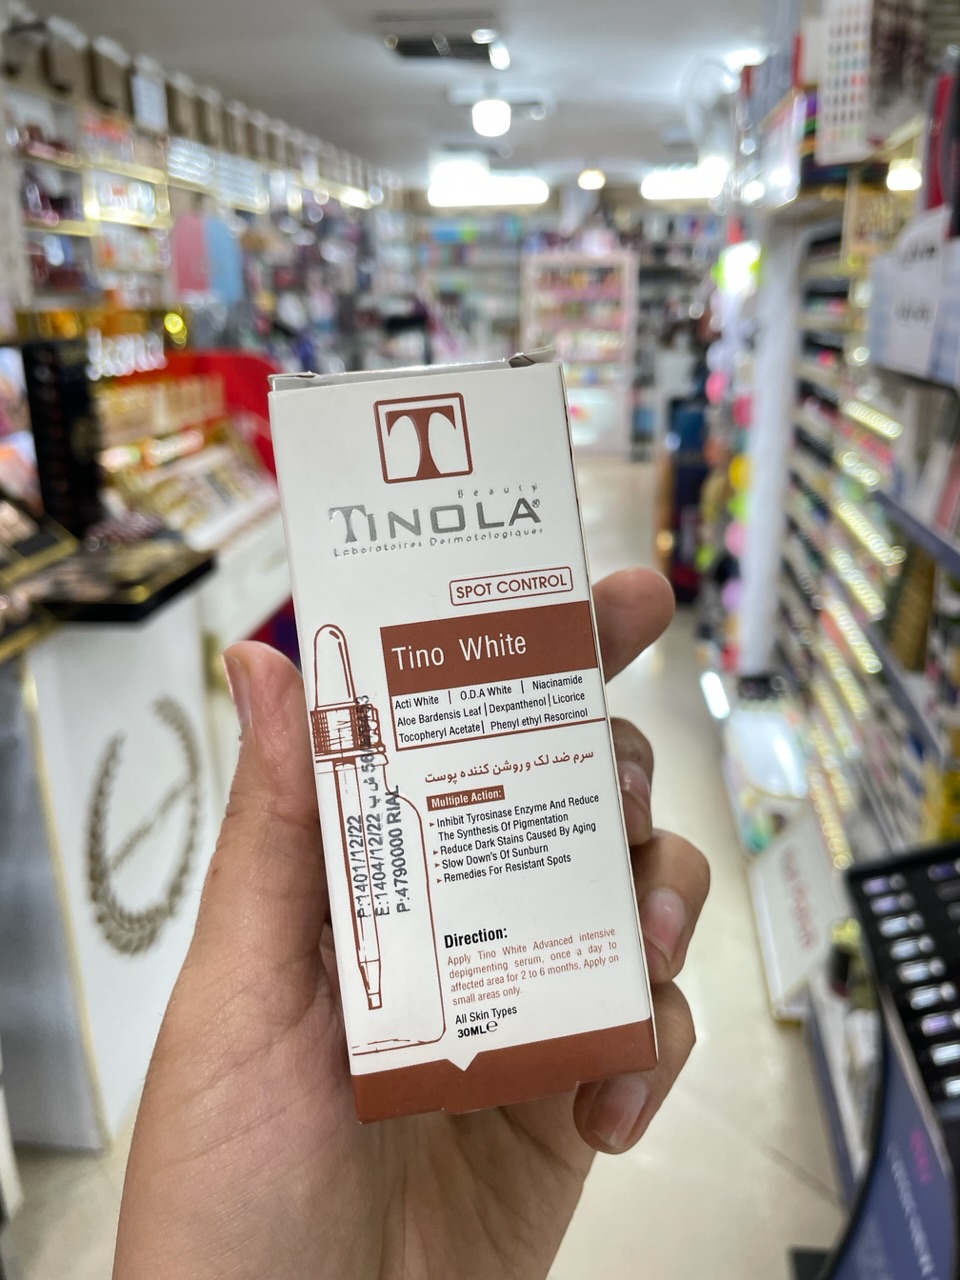 T
Beauty
TINOLA®
Laboratoires Dermatologiques
SPOT CONTROL
Tino White
Acti White | O.D.A White | Niacinamide
Aloe Bardensis Leaf | Dexpanthenol | Licorice
Tocopheryl Acetate | Phenyl ethyl Resorcinol
سرم ضد لک و روشن کننده پوست
Multiple Action:
▸ Inhibit Tyrosinase Enzyme And Reduce
The Synthesis Of Pigmentation
▸ Reduce Dark Stains Caused By Aging
▸ Slow Down's Of Sunburn
▸ Remedies For Resistant Spots
P:1401/12/22
E:1404/12/22
P:4790000 RIAL
Direction:
Apply Tino White Advanced intensive
depigmenting serum, once a day to
affected area for 2 to 6 months, Apply on
small areas only.
All Skin Types
30ML℮